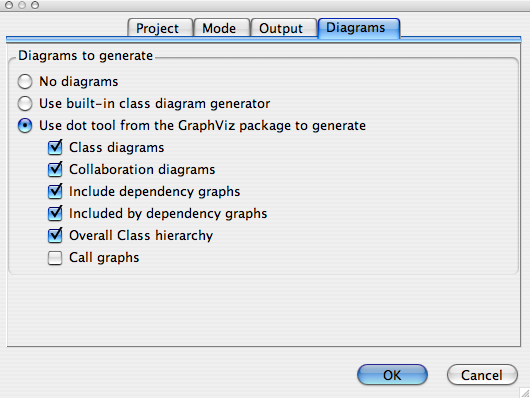 Project Mode Output Diagrams
Diagrams to generate
No diagrams
Use built-in class diagram generator
Use dot tool from the GraphViz package to generate
Class diagrams
Collaboration diagrams
Include dependency graphs
Included by dependency graphs
Overall Class hierarchy
Call graphs
OK Cancel